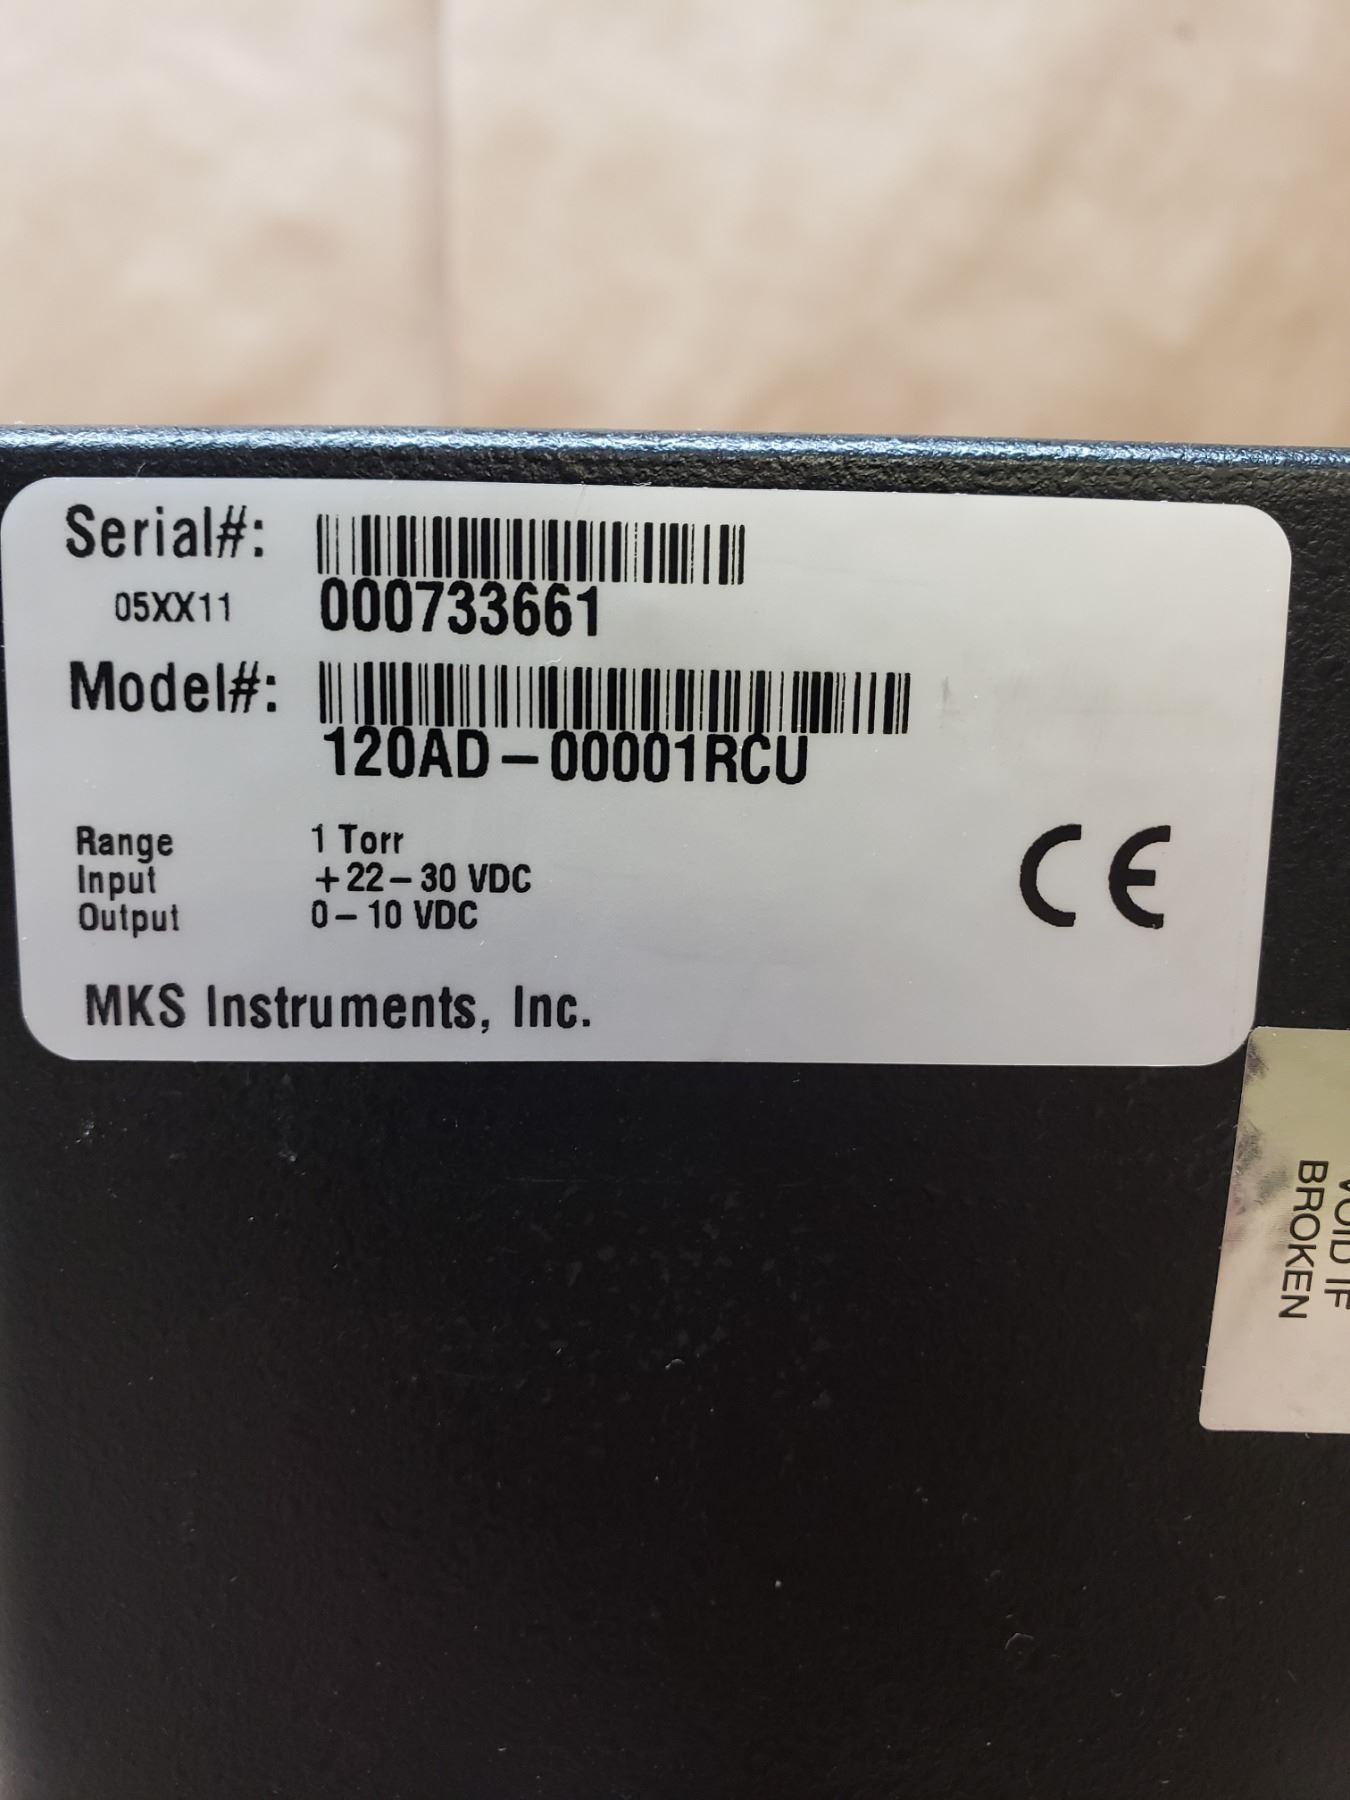 Serial#:
05XX11 000733661
Model#:
120AD-00001RCU
Range 1 Torr
Input +22-30 VDC
Output 0-10 VDC
CE
MKS Instruments, Inc.
VOID IF
BROKEN